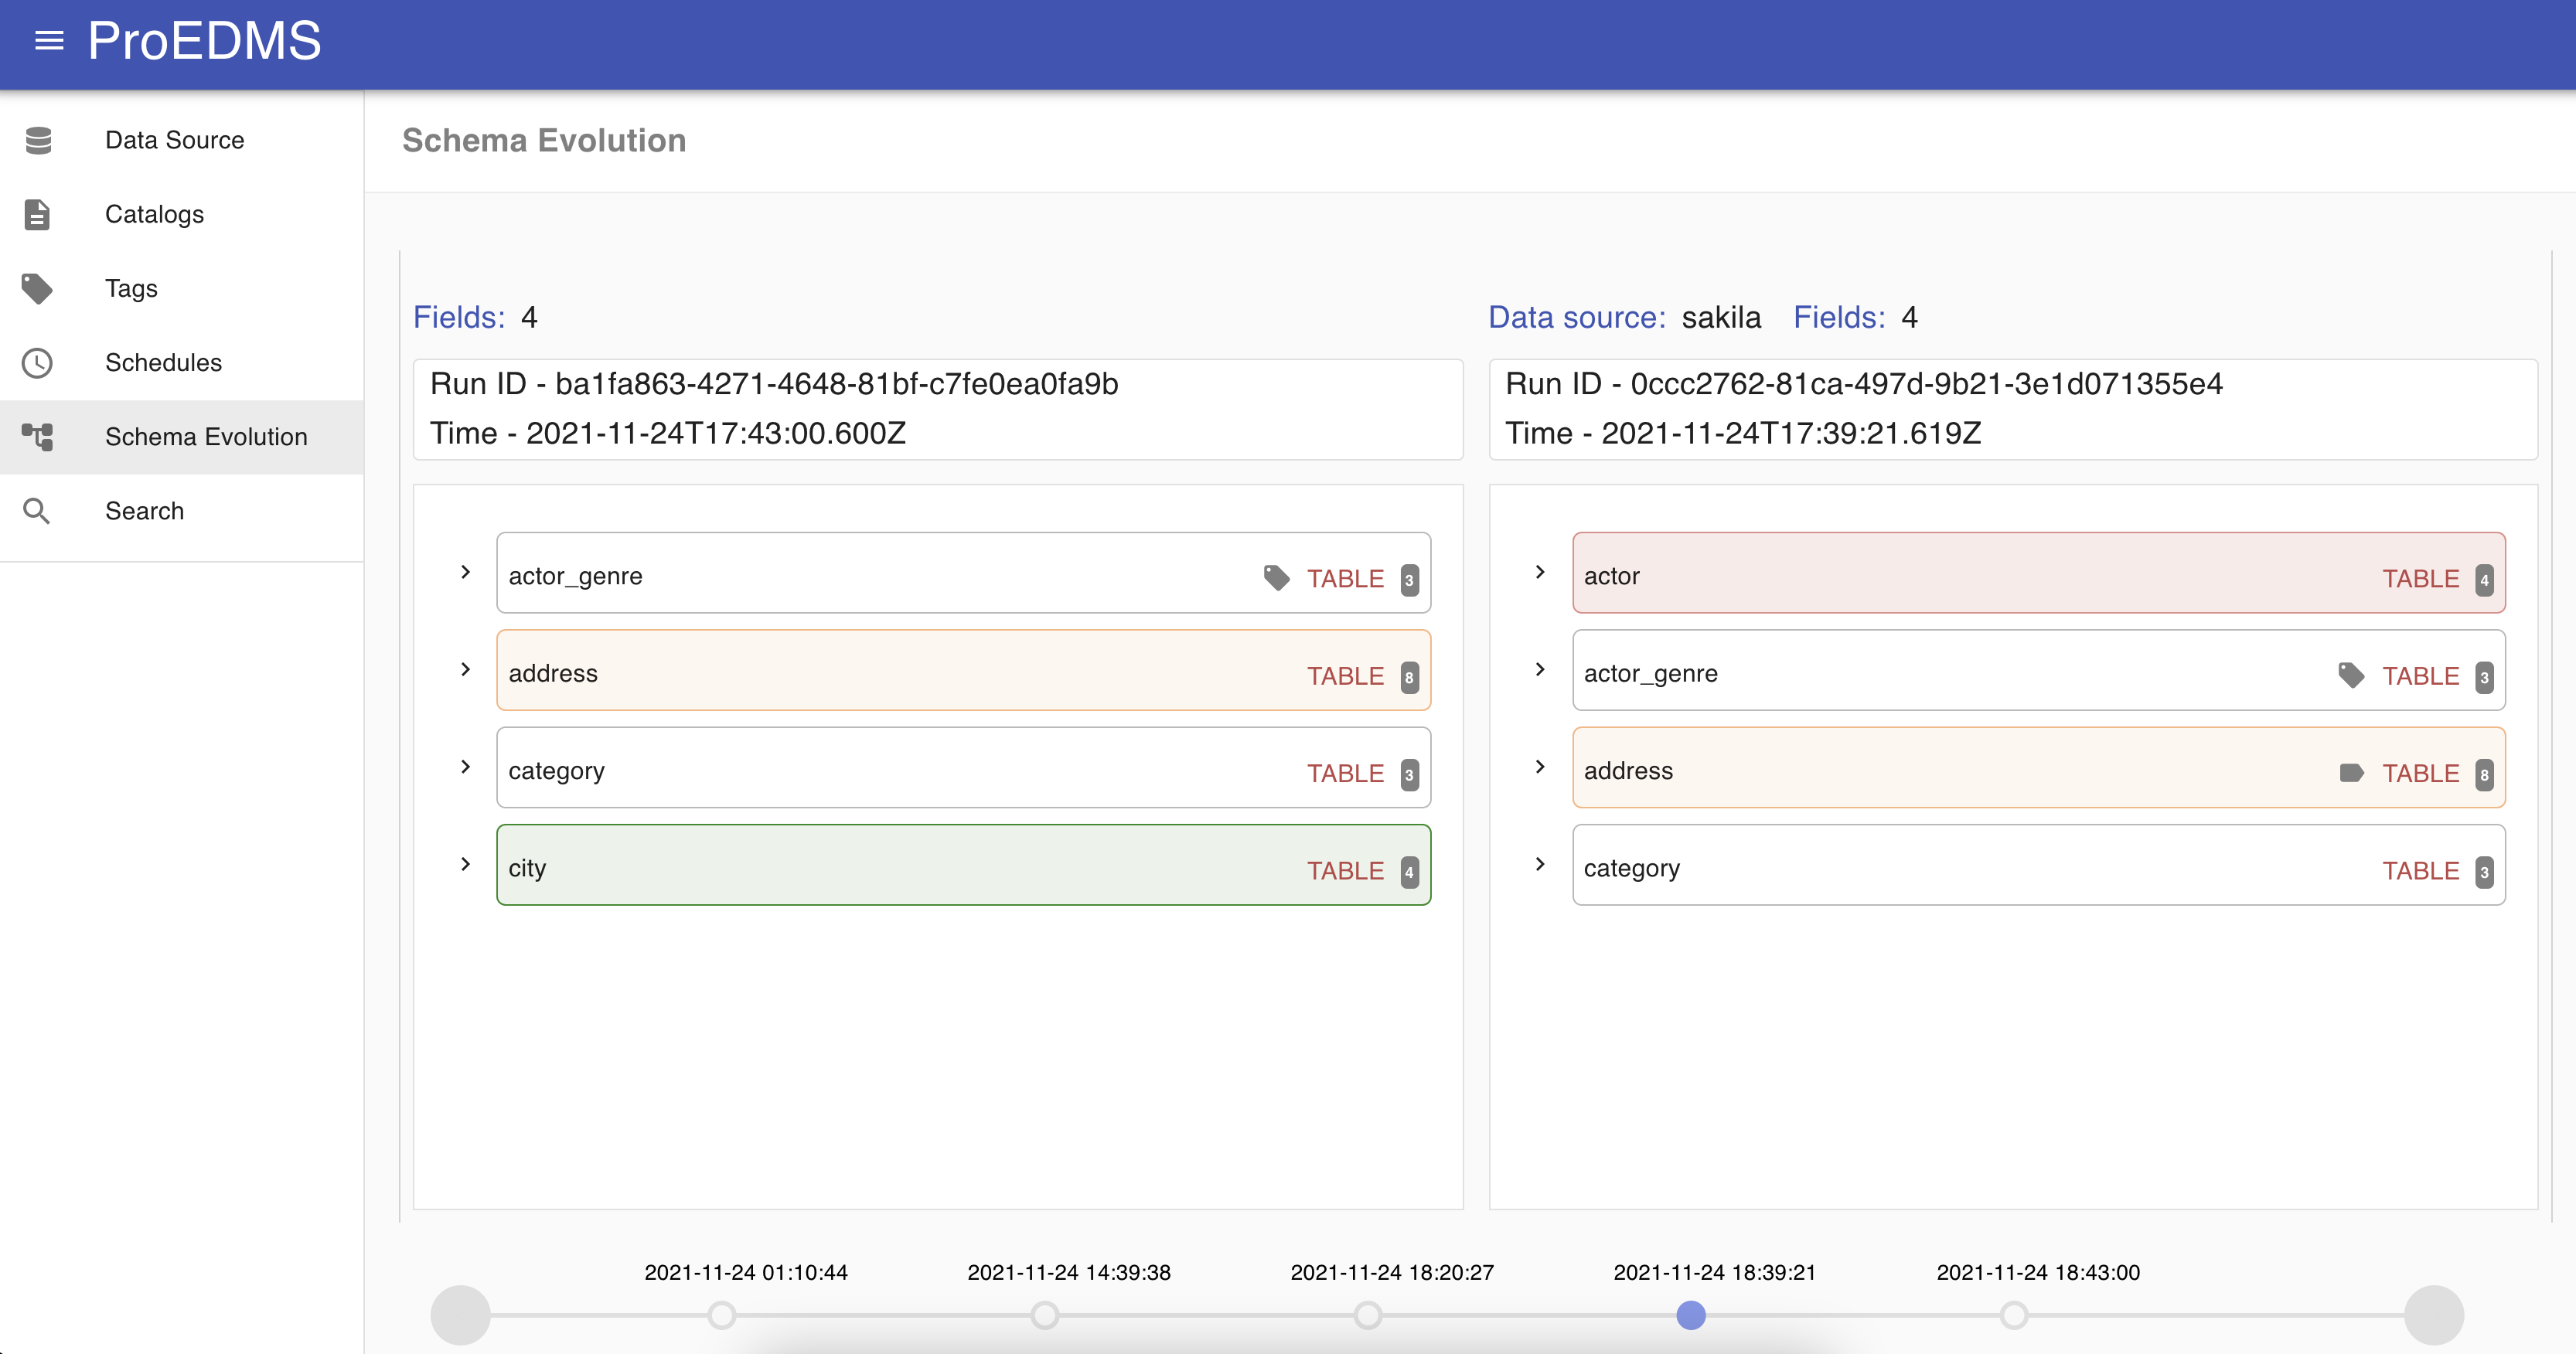 ProEDMS
Data Source
Catalogs
Tags
Schedules
Schema Evolution
Search
Schema Evolution
Fields: 4
Run ID - ba1fa863-4271-4648-81bf-c7fe0ea0fa9b
Time - 2021-11-24T17:43:00.600Z
actor_genre TABLE 3
address TABLE 8
category TABLE 3
city TABLE 4
Data source: sakila Fields: 4
Run ID - 0ccc2762-81ca-497d-9b21-3e1d071355e4
Time - 2021-11-24T17:39:21.619Z
actor TABLE 4
actor_genre TABLE 3
address TABLE 8
category TABLE 3
2021-11-24 01:10:44 2021-11-24 14:39:38 2021-11-24 18:20:27 2021-11-24 18:39:21 2021-11-24 18:43:00